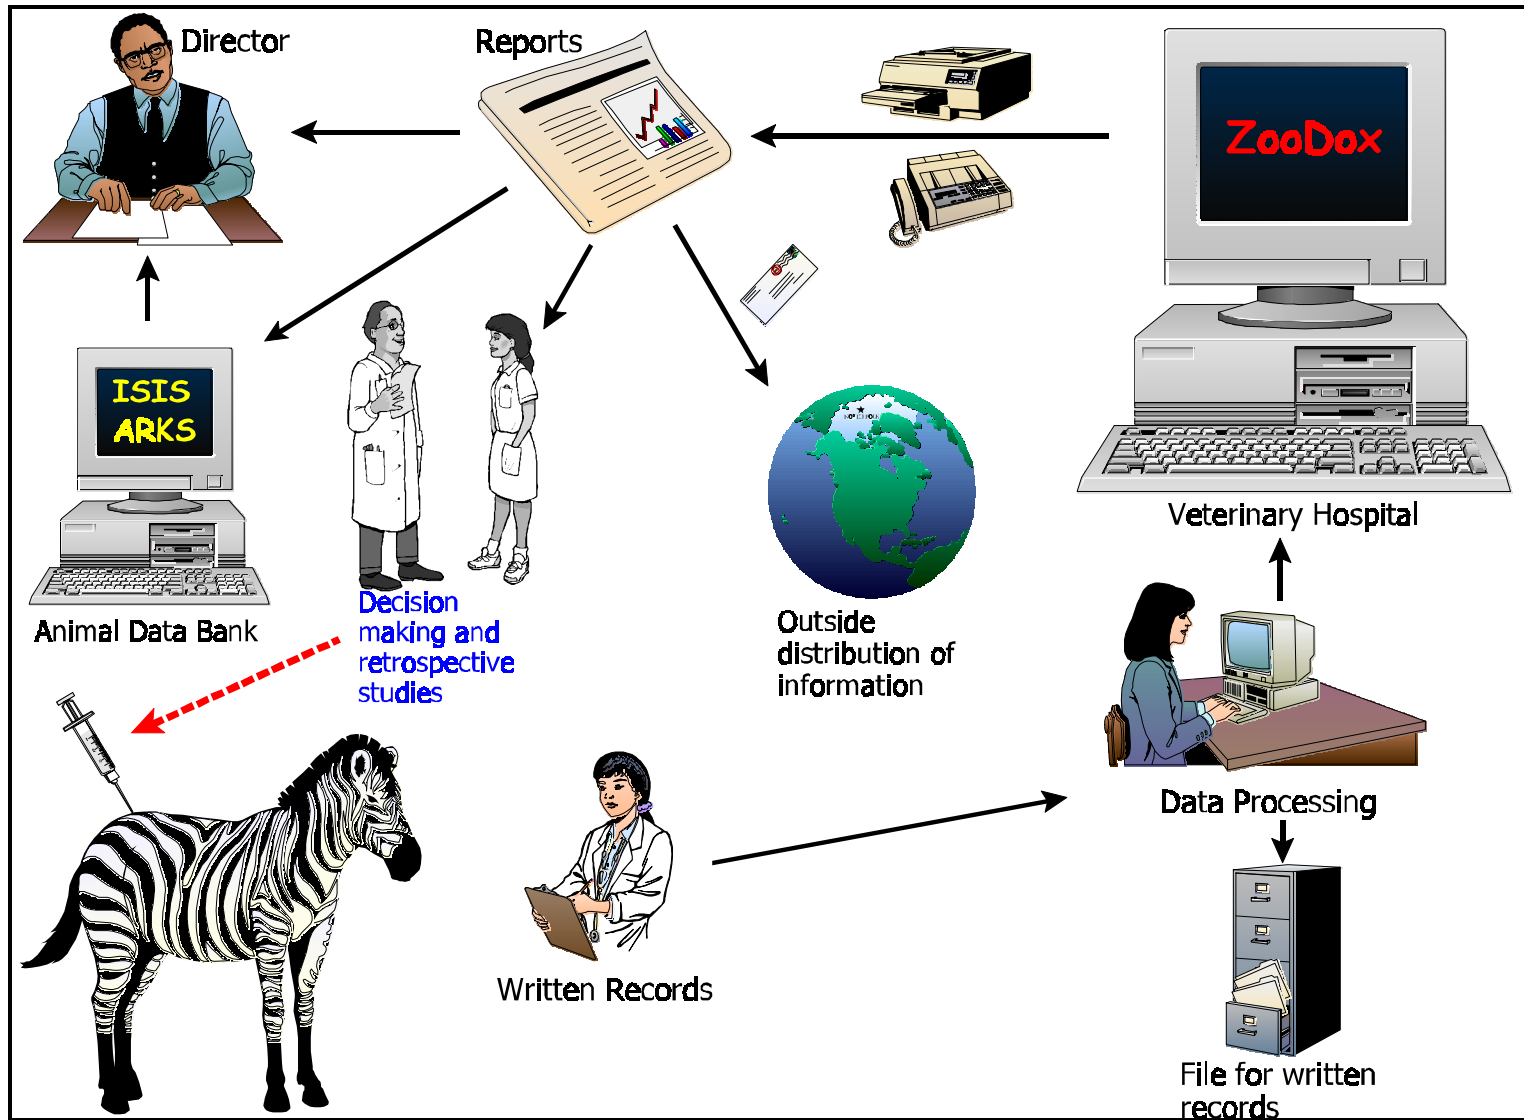 Director
Reports
ZooDox
ISIS
ARKS
Veterinary Hospital
Animal Data Bank
Decision
making and
retrospective
studies
Outside
distribution of
information
Data Processing
Written Records
File for written
records